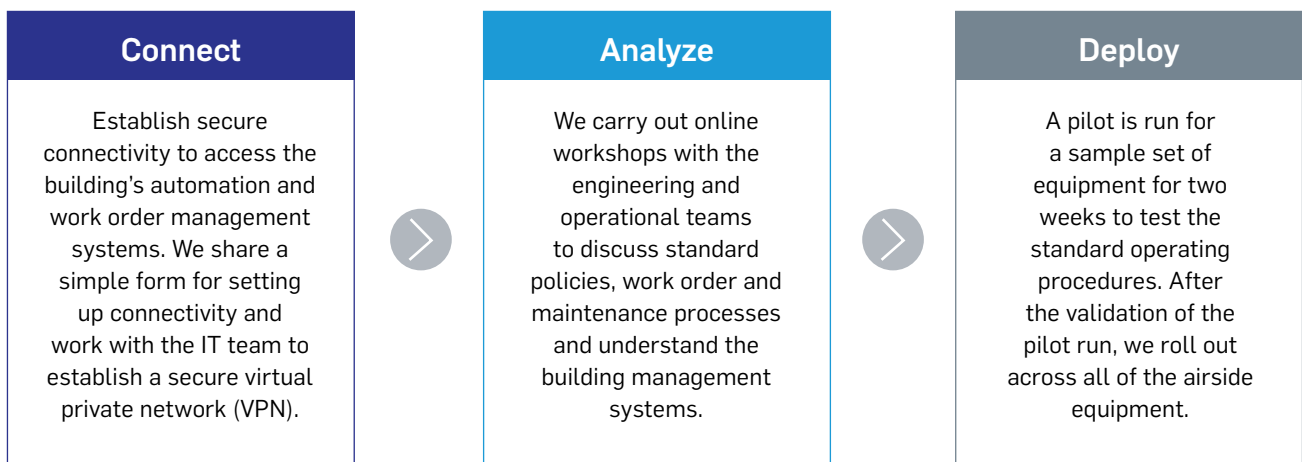 Connect
Establish secure
connectivity to access the
building’s automation and
work order management
systems. We share a
simple form for setting
up connectivity and
work with the IT team to
establish a secure virtual
private network (VPN).
Analyze
We carry out online
workshops with the
engineering and
operational teams
to discuss standard
policies, work order and
maintenance processes
and understand the
building management
systems.
Deploy
A pilot is run for
a sample set of
equipment for two
weeks to test the
standard operating
procedures. After
the validation of the
pilot run, we roll out
across all of the airside
equipment.